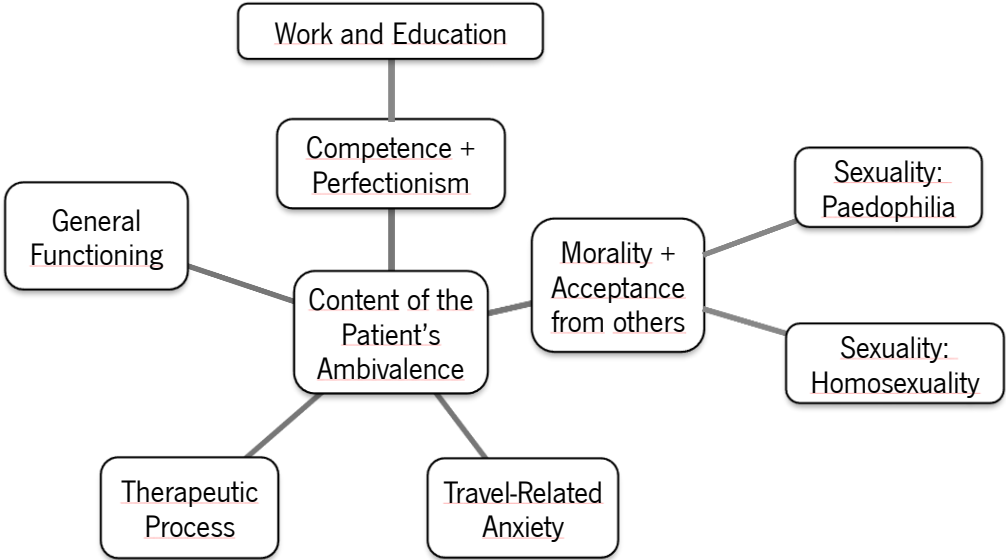 Work and Education
Competence +
Perfectionism
General
Functioning
Content of the
Patient's
Ambivalence
Morality +
Acceptance
from others
Sexuality:
Paedophilia
Sexuality:
Homosexuality
Therapeutic
Process
Travel-Related
Anxiety